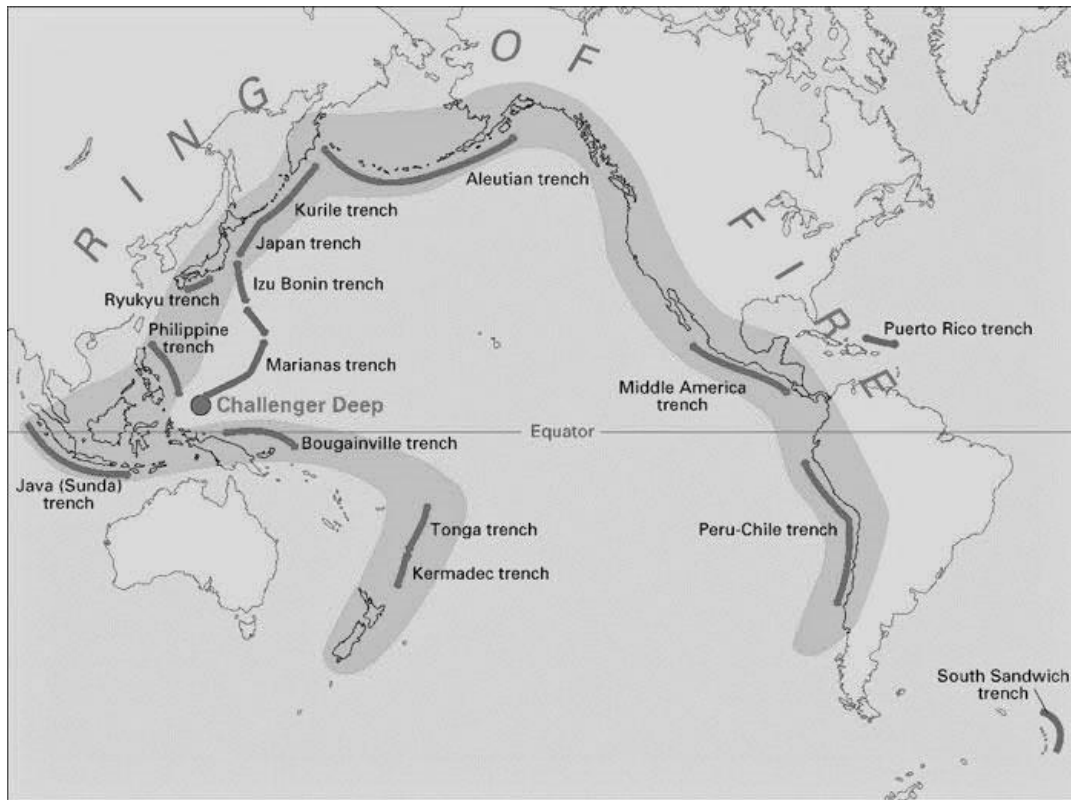 RING OF FIRE
Aleutian trench
Kurile trench
Japan trench
Izu Bonin trench
Ryukyu trench
Philippine
trench
Marianas trench
Challenger Deep
Puerto Rico trench
Middle America
trench
Equator
Bougainville trench
Java (Sunda)
trench
Tonga trench
Kermadec trench
Peru-Chile trench
South Sandwich
trench